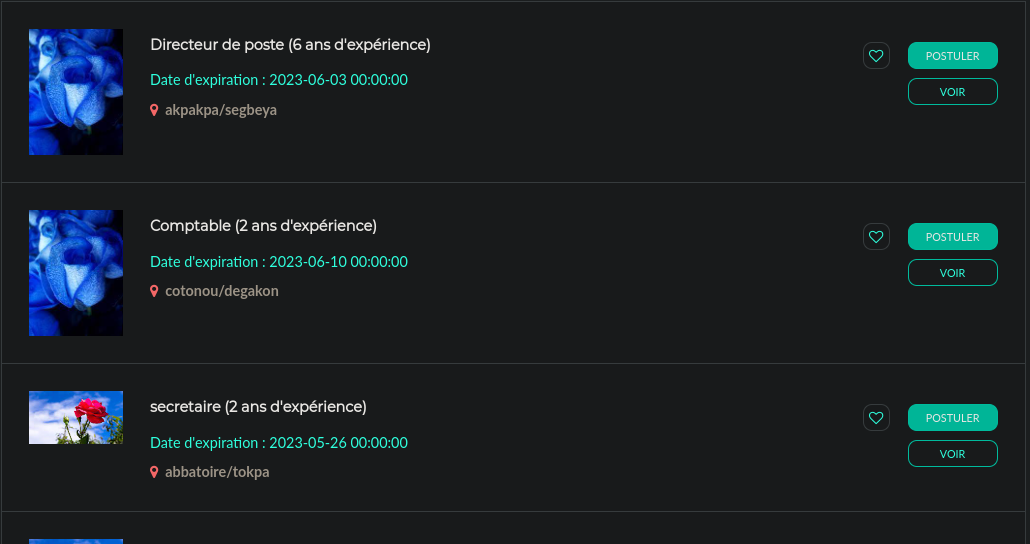 Directeur de poste (6 ans d'expérience)
Date d'expiration : 2023-06-03 00:00:00
akpakpa/segbeya
POSTULER
VOIR
Comptable (2 ans d'expérience)
Date d'expiration : 2023-06-10 00:00:00
cotonou/degakon
POSTULER
VOIR
secretaire (2 ans d'expérience)
Date d'expiration : 2023-05-26 00:00:00
abbatoire/tokpa
POSTULER
VOIR